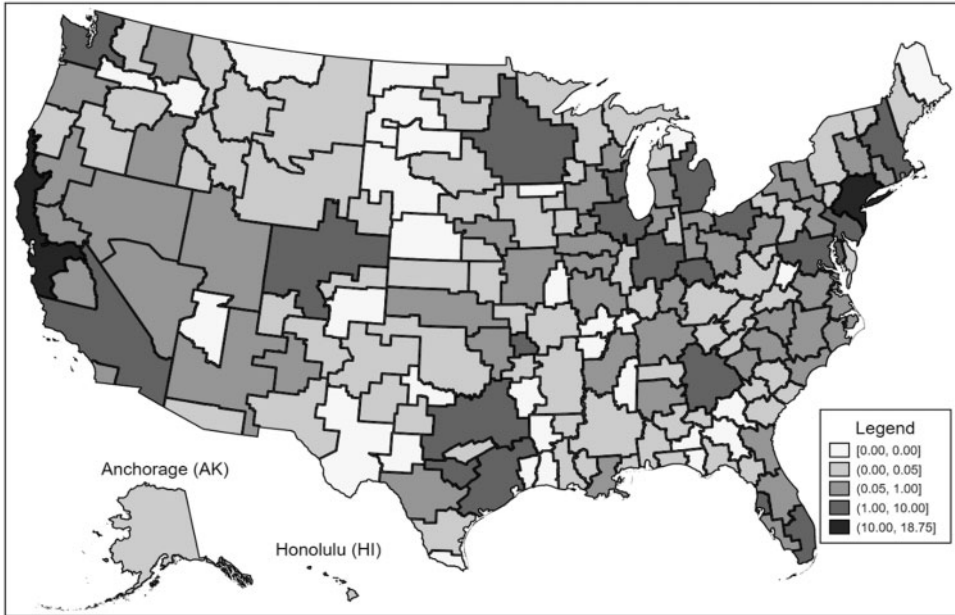 Anchorage (AK)
Honolulu (HI)
Legend
[0.00, 0.00]
(0.00, 0.05]
(0.05, 1.00]
(1.00, 10.00]
(10.00, 18.75]